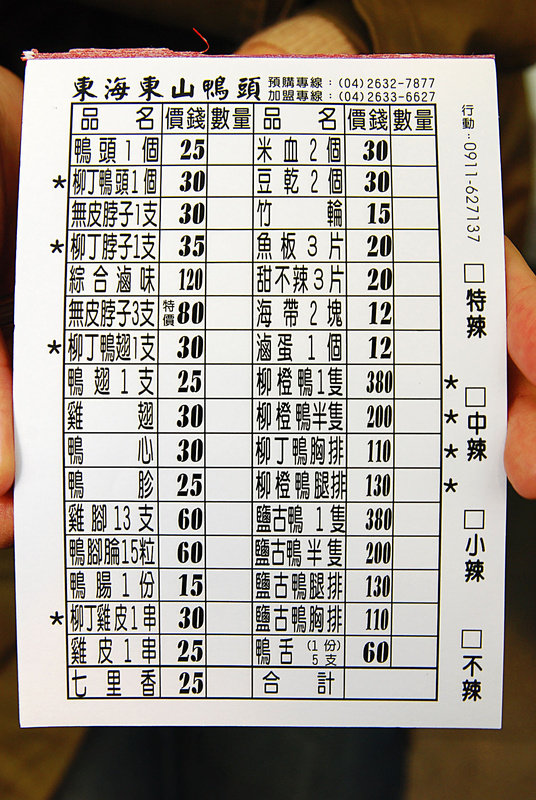 東海東山鴨頭 預購專線：(04)2632-7877
加盟專線：(04)2633-6627
品名 價錢 數量 品名 價錢 數量
鴨頭1個 25 米血2個 30
*柳丁鴨頭1個 30 豆乾2個 30
無皮脖子1支 30 竹輪 15
*柳丁脖子1支 35 魚板3片 20
綜合滷味 120 甜不辣3片 20
無皮脖子3支 特價80 海帶2塊 12
*柳丁鴨翅1支 30 滷蛋1個 12
鴨翅1支 25 柳橙鴨1隻 380 *
雞翅 30 柳橙鴨半隻 200 *
鴨心 30 柳丁鴨胸排 110 *
鴨胗 25 柳橙鴨腿排 130 *
雞腳13支 60 鹽古鴨1隻 380
鴨腳腀15粒 60 鹽古鴨半隻 200
鴨腸1份 15 鹽古鴨腿排 130
*柳丁雞皮1串 30 鹽古鴨胸排 110
雞皮1串 25 鴨舌(1份)5支 60
七里香 25 合計
行動：0911-627137
□特辣
□中辣
□小辣
□不辣